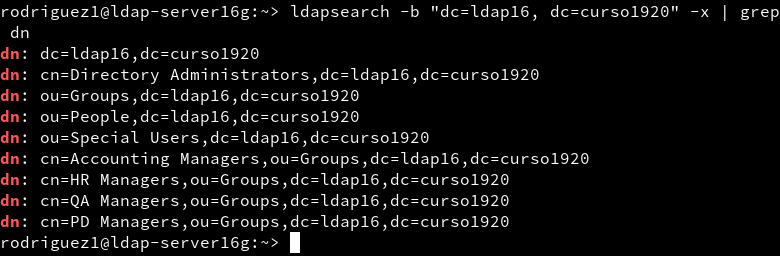 rodriguez1@ldap-server16g:~> ldapsearch -b "dc=ldap16, dc=curso1920" -x | grep
dn
dn: dc=ldap16,dc=curso1920
dn: cn=Directory Administrators,dc=ldap16,dc=curso1920
dn: ou=Groups,dc=ldap16,dc=curso1920
dn: ou=People,dc=ldap16,dc=curso1920
dn: ou=Special Users,dc=ldap16,dc=curso1920
dn: cn=Accounting Managers,ou=Groups,dc=ldap16,dc=curso1920
dn: cn=HR Managers,ou=Groups,dc=ldap16,dc=curso1920
dn: cn=QA Managers,ou=Groups,dc=ldap16,dc=curso1920
dn: cn=PD Managers,ou=Groups,dc=ldap16,dc=curso1920
rodriguez1@ldap-server16g:~>